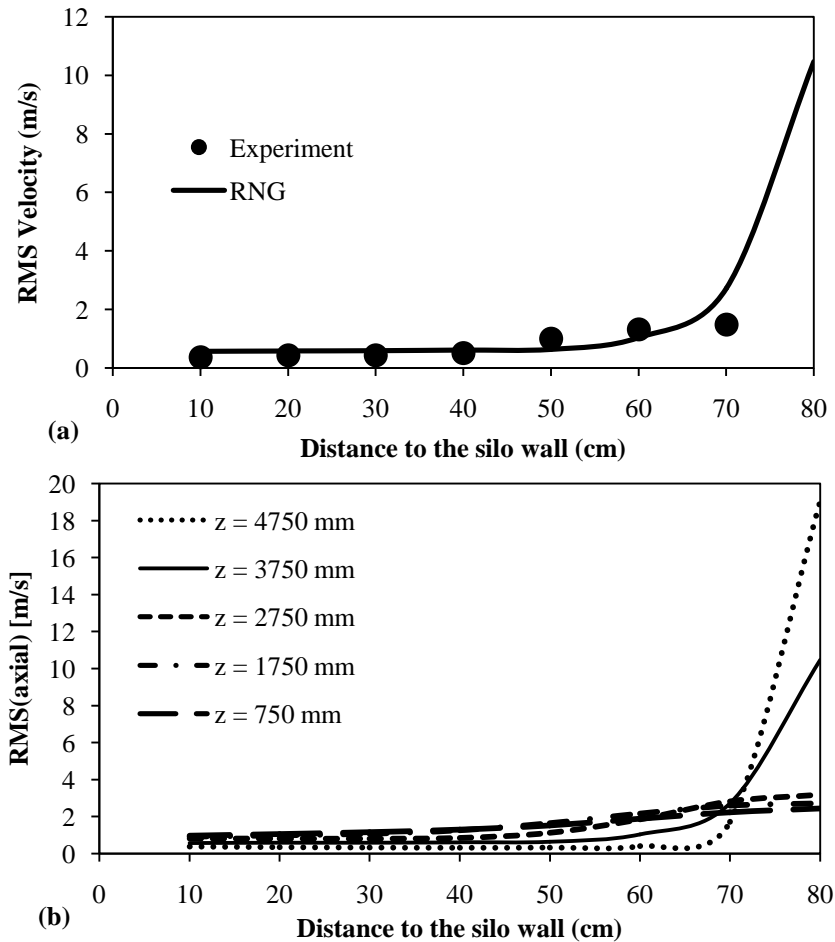 12
10
8
6
4
2
0
RMS Velocity (m/s)
Experiment
RNG
0 10 20 30 40 50 60 70 80
(a)
Distance to the silo wall (cm)
20
18
16
14
12
10
8
6
4
2
0
RMS(axial) [m/s]
z = 4750 mm
z = 3750 mm
z = 2750 mm
z = 1750 mm
z = 750 mm
0 10 20 30 40 50 60 70 80
(b)
Distance to the silo wall (cm)